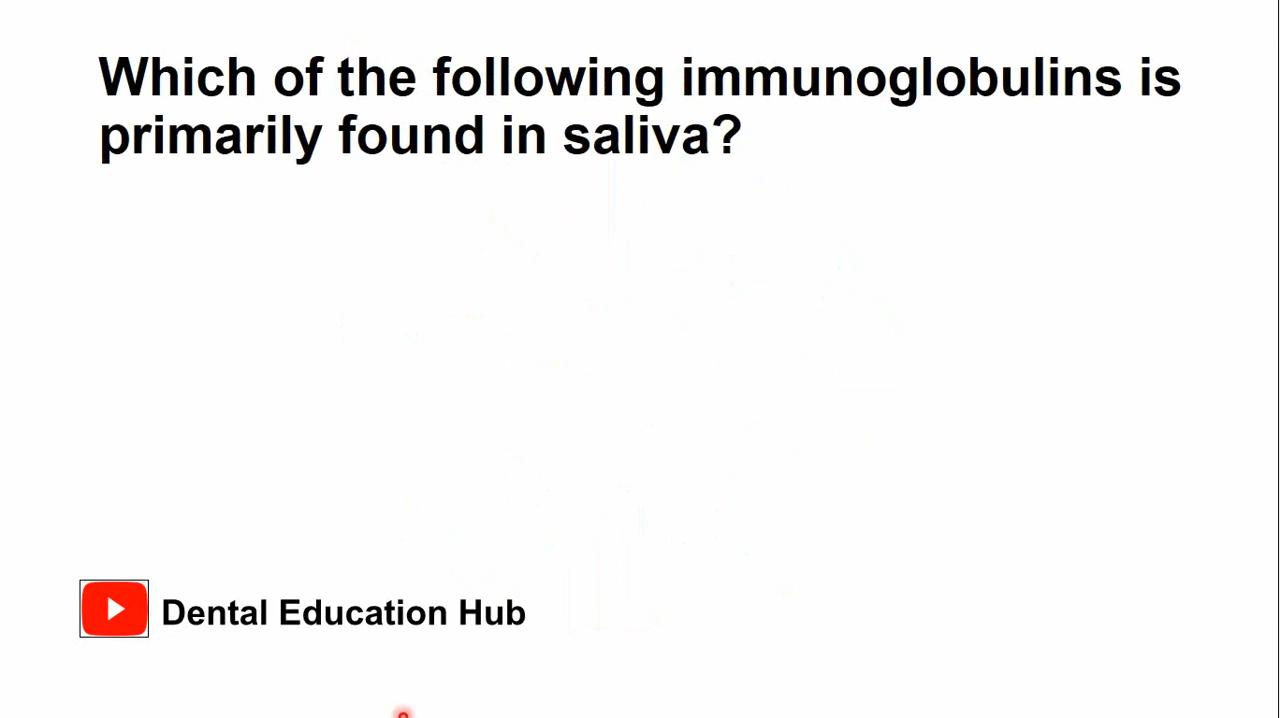 Which of the following immunoglobulins is
primarily found in saliva?
Dental Education Hub